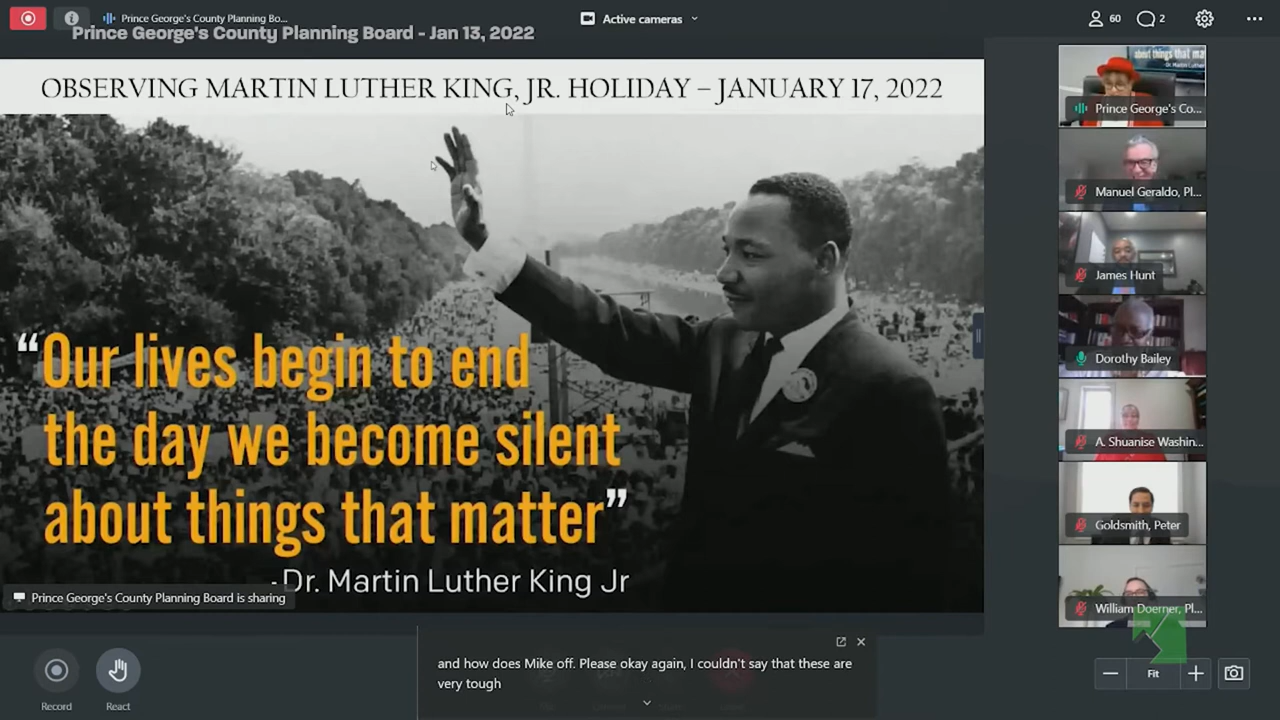 Prince George's County Planning Bo...
Active cameras
60
2
Prince George's County Planning Board - Jan 13, 2022
OBSERVING MARTIN LUTHER KING, JR. HOLIDAY – JANUARY 17, 2022
“Our lives begin to end
the day we become silent
about things that matter”
- Dr. Martin Luther King Jr
Prince George's County Planning Board is sharing
about things that ma
Prince George's Co...
Manuel Geraldo, Pl...
James Hunt
Dorothy Bailey
A. Shuanise Washin...
Goldsmith, Peter
William Doerner, Pl...
and how does Mike off. Please okay again, I couldn't say that these are
very tough
Record
React
Fit